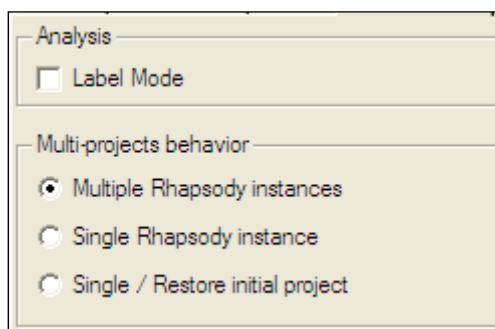 Analysis
Label Mode
Multi-projects behavior
Multiple Rhapsody instances
Single Rhapsody instance
Single / Restore initial project